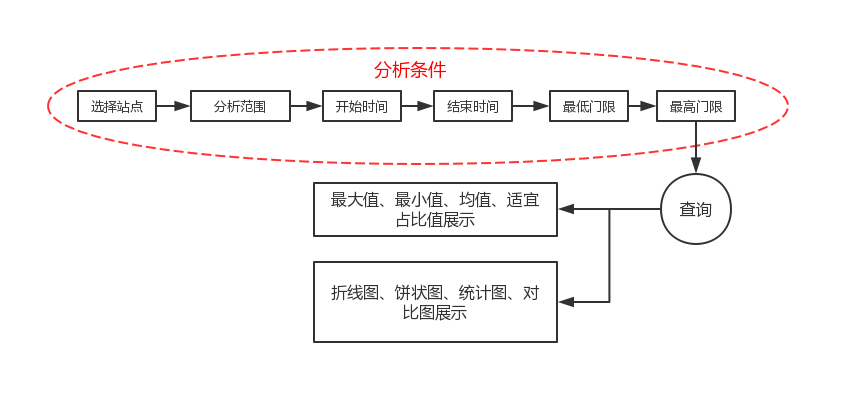 分析条件
选择站点
分析范围
开始时间
结束时间
最低门限
最高门限
查询
最大值、最小值、均值、适宜
占比值展示
折线图、饼状图、统计图、对
比图展示